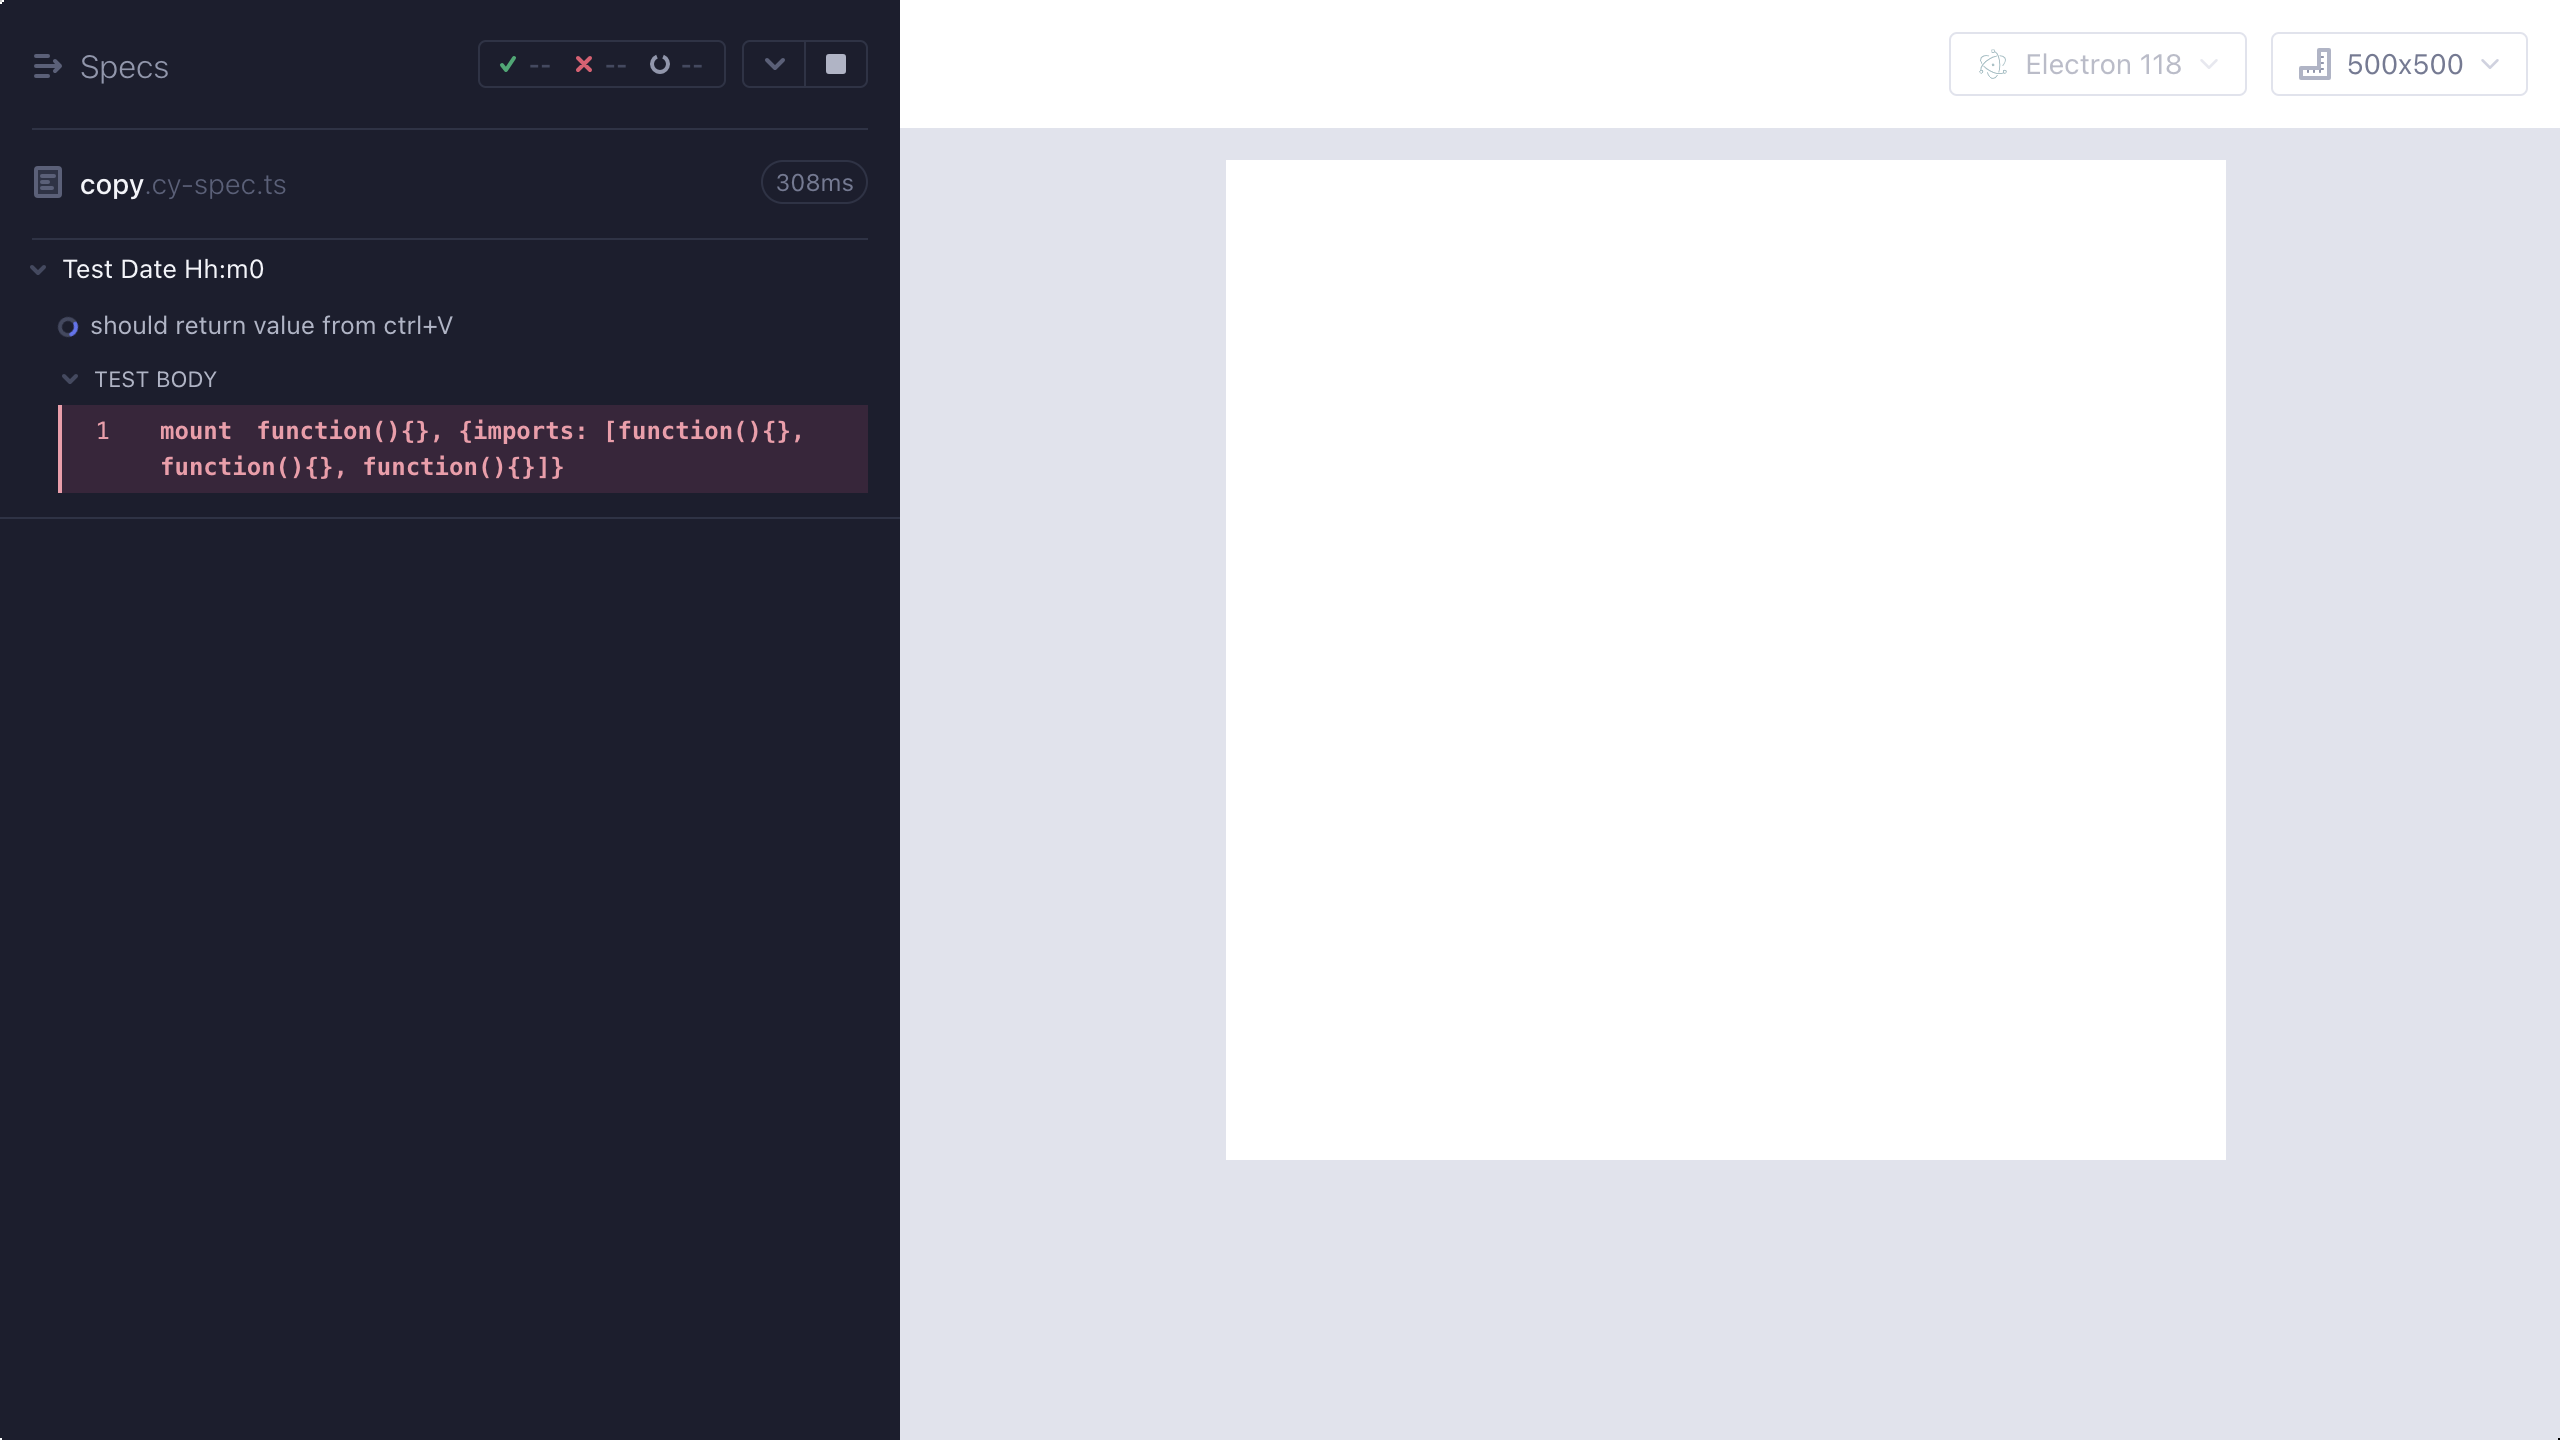 Specs
-- -- --
Electron 118
500x500
copy.cy-spec.ts
308ms
Test Date Hh:m0
should return value from ctrl+V
TEST BODY
1 mount function(){}, {imports: [function(){},
function(){}, function(){}]}